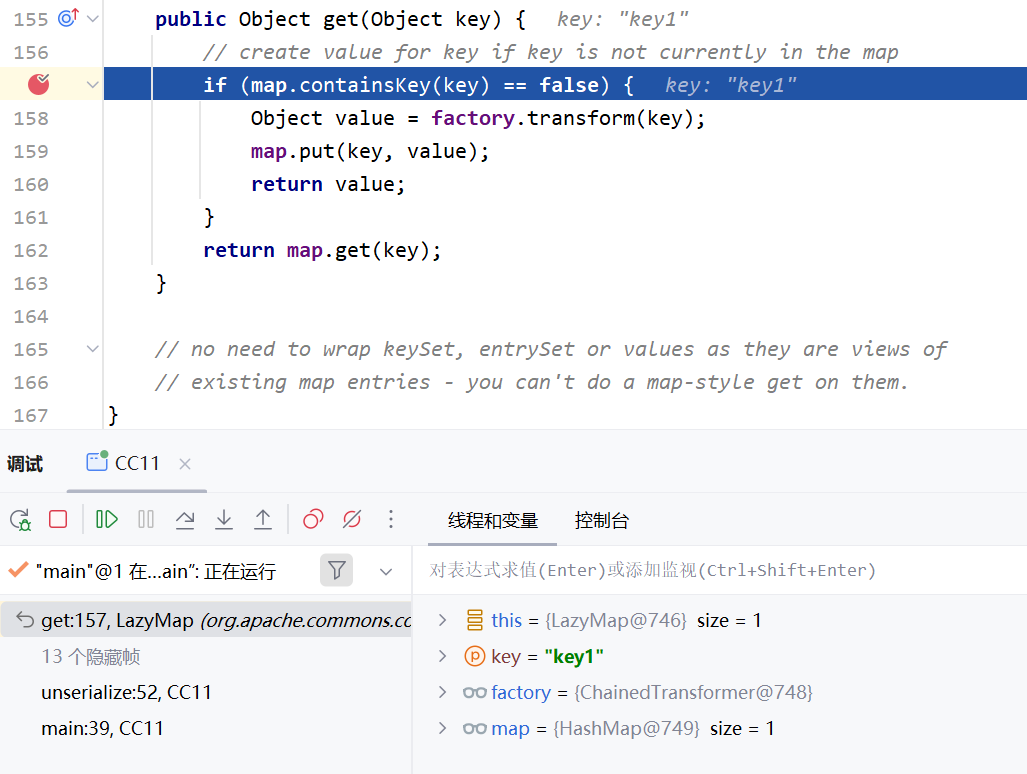 155 public Object get(Object key) { key: "key1"
156 // create value for key if key is not currently in the map
if (map.containsKey(key) == false) { key: "key1"
158 Object value = factory.transform(key);
159 map.put(key, value);
160 return value;
161 }
162 return map.get(key);
163 }
164
165 // no need to wrap keySet, entrySet or values as they are views of
166 // existing map entries - you can't do a map-style get on them.
167 }
调试 CC11
线程和变量 控制台
"main"@1 在...ain": 正在运行
对表达式求值(Enter)或添加监视(Ctrl+Shift+Enter)
get:157, LazyMap (org.apache.commons.co
this = {LazyMap@746} size = 1
13 个隐藏帧
key = "key1"
unserialize:52, CC11
factory = {ChainedTransformer@748}
main:39, CC11
map = {HashMap@749} size = 1